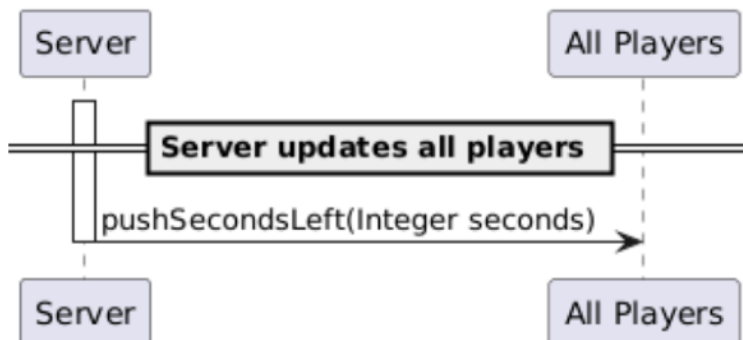 Server
All Players
Server updates all players
pushSecondsLeft(Integer seconds)
Server
All Players